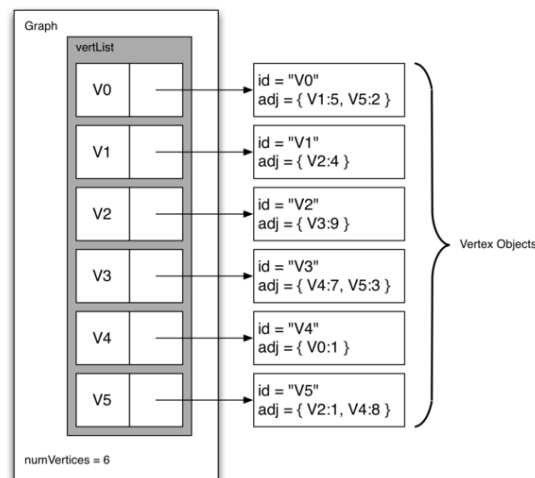 Graph
vertList
V0
id = "V0"
adj = { V1:5, V5:2 }
V1
id = "V1"
adj = { V2:4 }
V2
id = "V2"
adj = { V3:9 }
V3
id = "V3"
adj = { V4:7, V5:3 }
V4
id = "V4"
adj = { V0:1 }
V5
id = "V5"
adj = { V2:1, V4:8 }
Vertex Objects
numVertices = 6